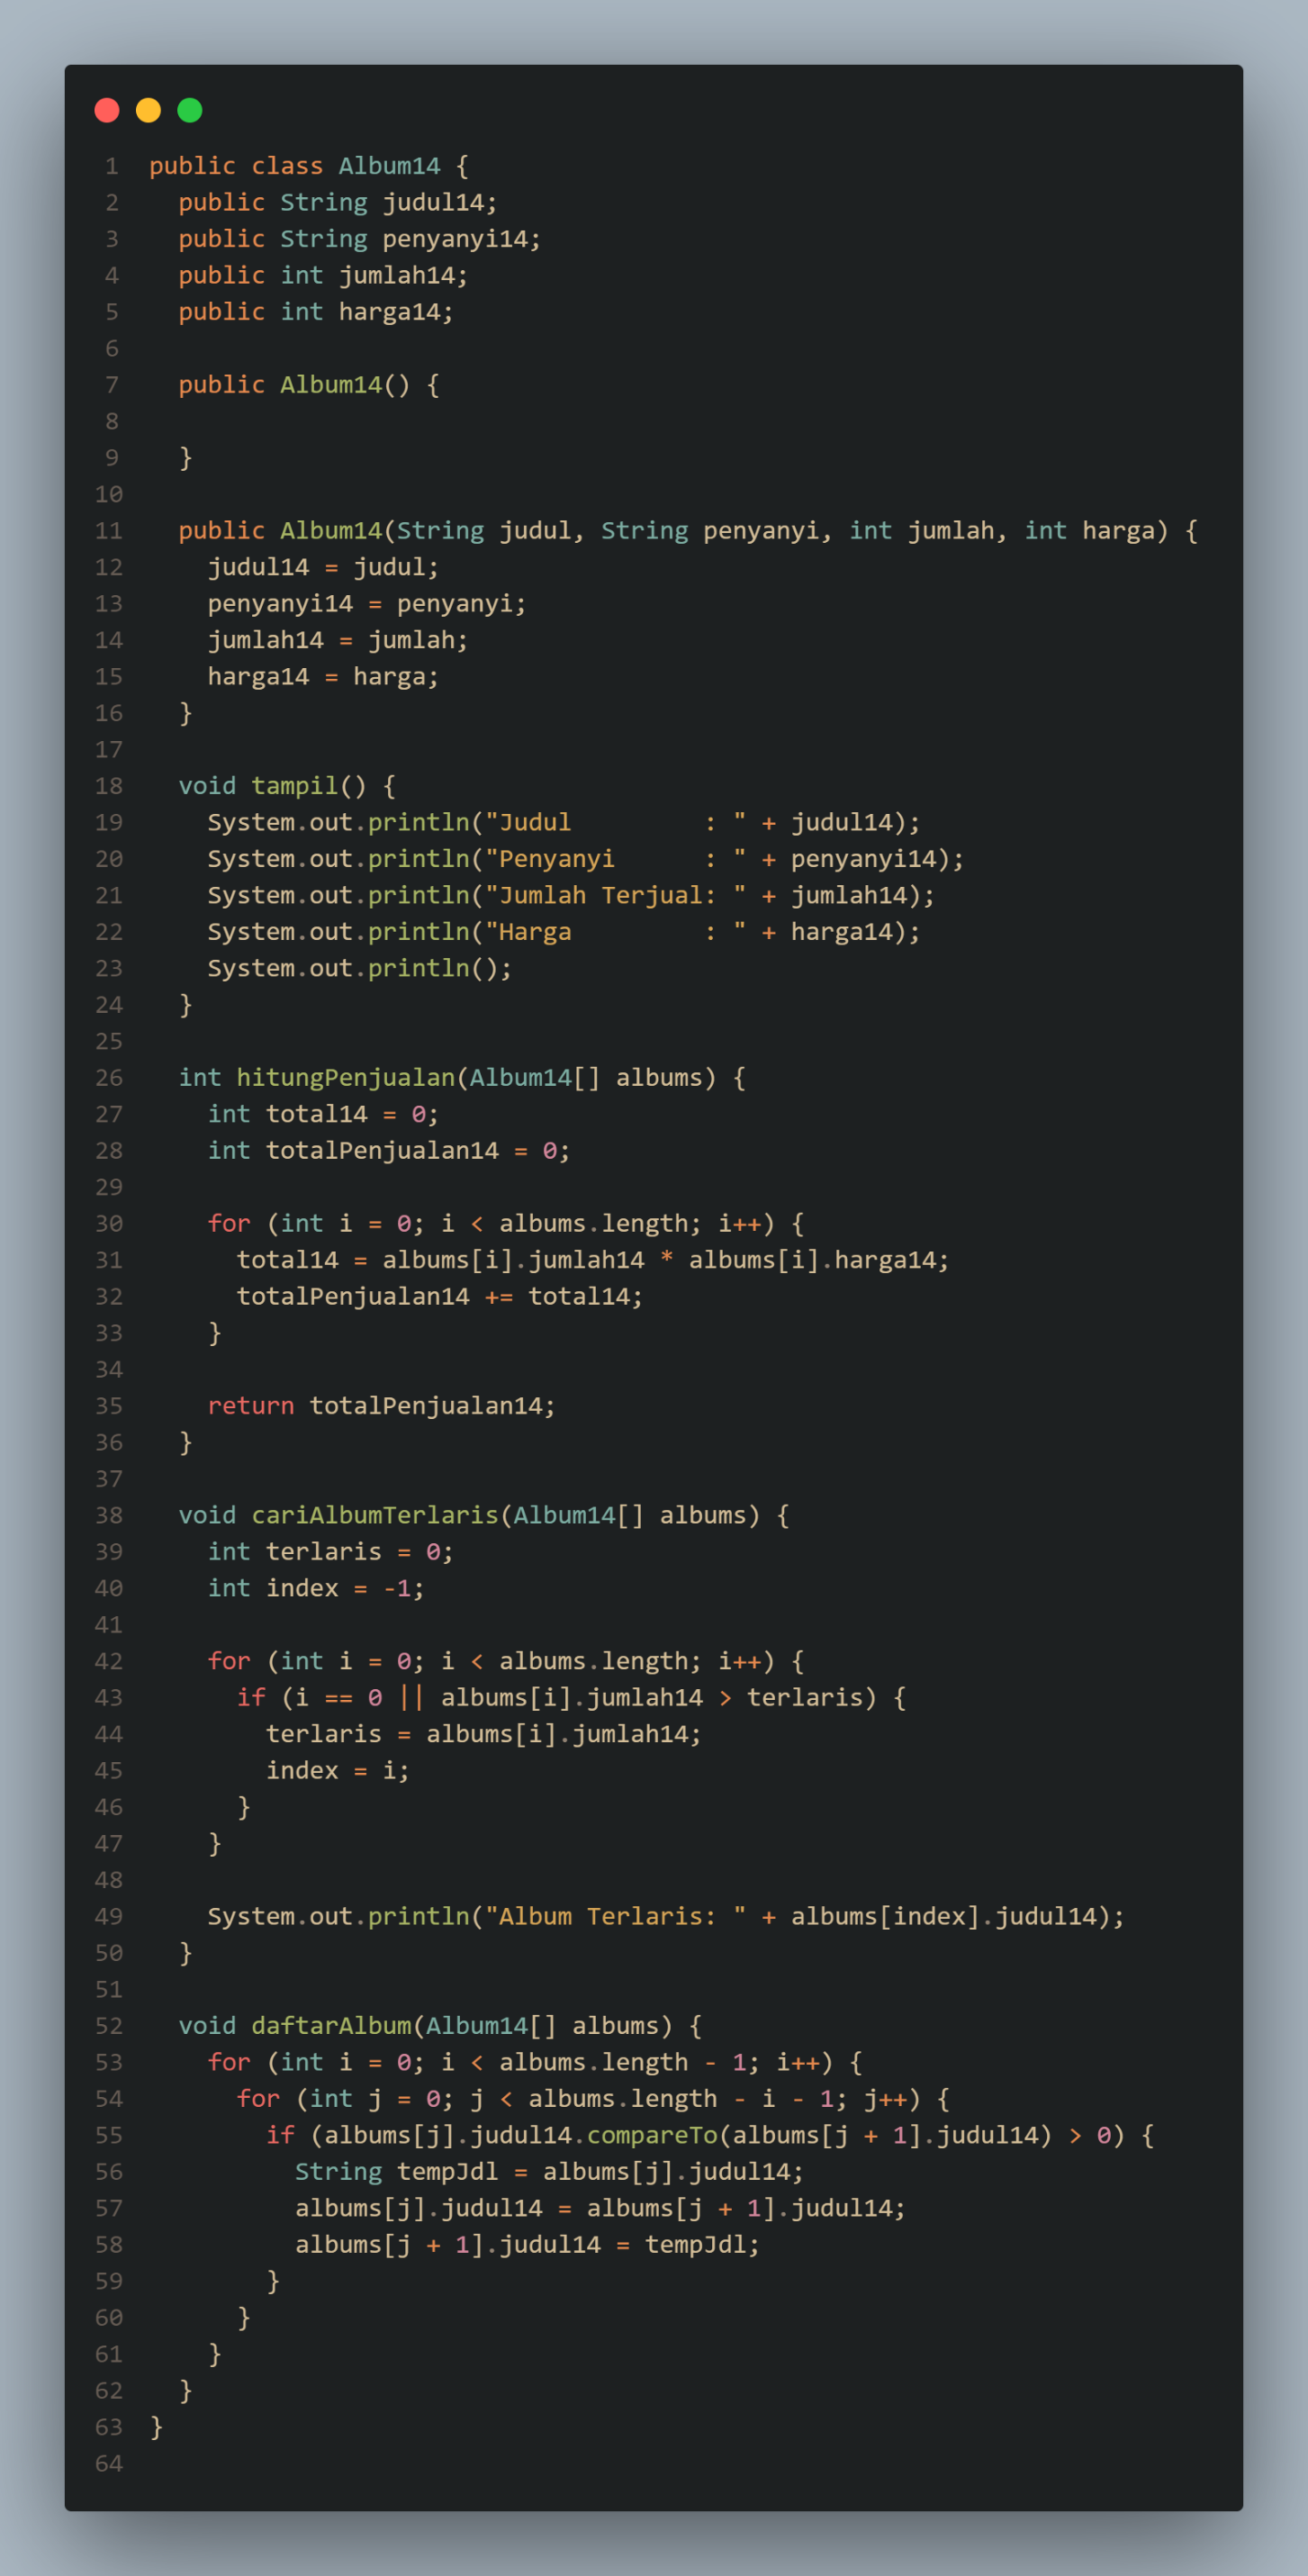 1 public class Album14 {
2   public String judul14;
3   public String penyanyi14;
4   public int jumlah14;
5   public int harga14;
6
7   public Album14() {
8
9   }
10
11   public Album14(String judul, String penyanyi, int jumlah, int harga) {
12     judul14 = judul;
13     penyanyi14 = penyanyi;
14     jumlah14 = jumlah;
15     harga14 = harga;
16   }
17
18   void tampil() {
19     System.out.println("Judul         : " + judul14);
20     System.out.println("Penyanyi      : " + penyanyi14);
21     System.out.println("Jumlah Terjual: " + jumlah14);
22     System.out.println("Harga         : " + harga14);
23     System.out.println();
24   }
25
26   int hitungPenjualan(Album14[] albums) {
27     int total14 = 0;
28     int totalPenjualan14 = 0;
29
30     for (int i = 0; i < albums.length; i++) {
31       total14 = albums[i].jumlah14 * albums[i].harga14;
32       totalPenjualan14 += total14;
33     }
34
35     return totalPenjualan14;
36   }
37
38   void cariAlbumTerlaris(Album14[] albums) {
39     int terlaris = 0;
40     int index = -1;
41
42     for (int i = 0; i < albums.length; i++) {
43       if (i == 0 || albums[i].jumlah14 > terlaris) {
44         terlaris = albums[i].jumlah14;
45         index = i;
46       }
47     }
48
49     System.out.println("Album Terlaris: " + albums[index].judul14);
50   }
51
52   void daftarAlbum(Album14[] albums) {
53     for (int i = 0; i < albums.length - 1; i++) {
54       for (int j = 0; j < albums.length - i - 1; j++) {
55         if (albums[j].judul14.compareTo(albums[j + 1].judul14) > 0) {
56           String tempJdl = albums[j].judul14;
57           albums[j].judul14 = albums[j + 1].judul14;
58           albums[j + 1].judul14 = tempJdl;
59         }
60       }
61     }
62   }
63 }
64